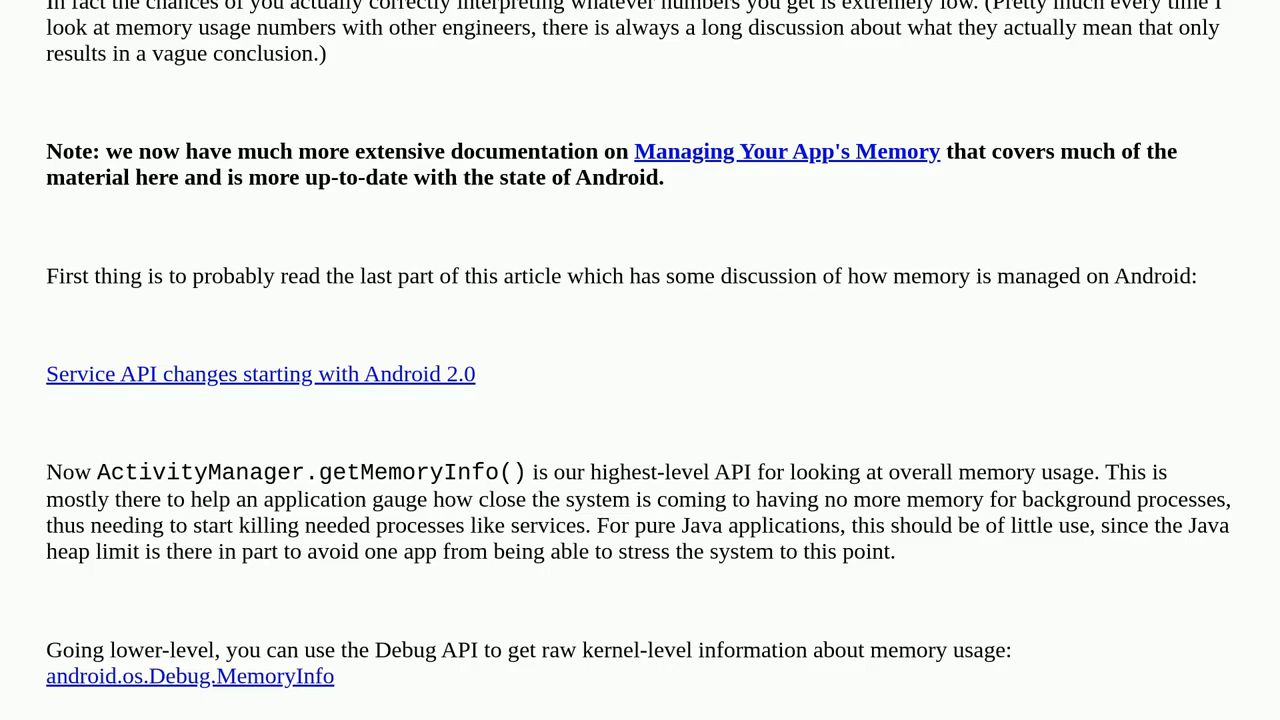 In fact the chances of you actually correctly interpreting whatever numbers you get is extremely low. (Pretty much every time I
look at memory usage numbers with other engineers, there is always a long discussion about what they actually mean that only
results in a vague conclusion.)
Note: we now have much more extensive documentation on Managing Your App's Memory that covers much of the
material here and is more up-to-date with the state of Android.
First thing is to probably read the last part of this article which has some discussion of how memory is managed on Android:
Service API changes starting with Android 2.0
Now ActivityManager.getMemoryInfo() is our highest-level API for looking at overall memory usage. This is
mostly there to help an application gauge how close the system is coming to having no more memory for background processes,
thus needing to start killing needed processes like services. For pure Java applications, this should be of little use, since the Java
heap limit is there in part to avoid one app from being able to stress the system to this point.
Going lower-level, you can use the Debug API to get raw kernel-level information about memory usage:
android.os.Debug.MemoryInfo